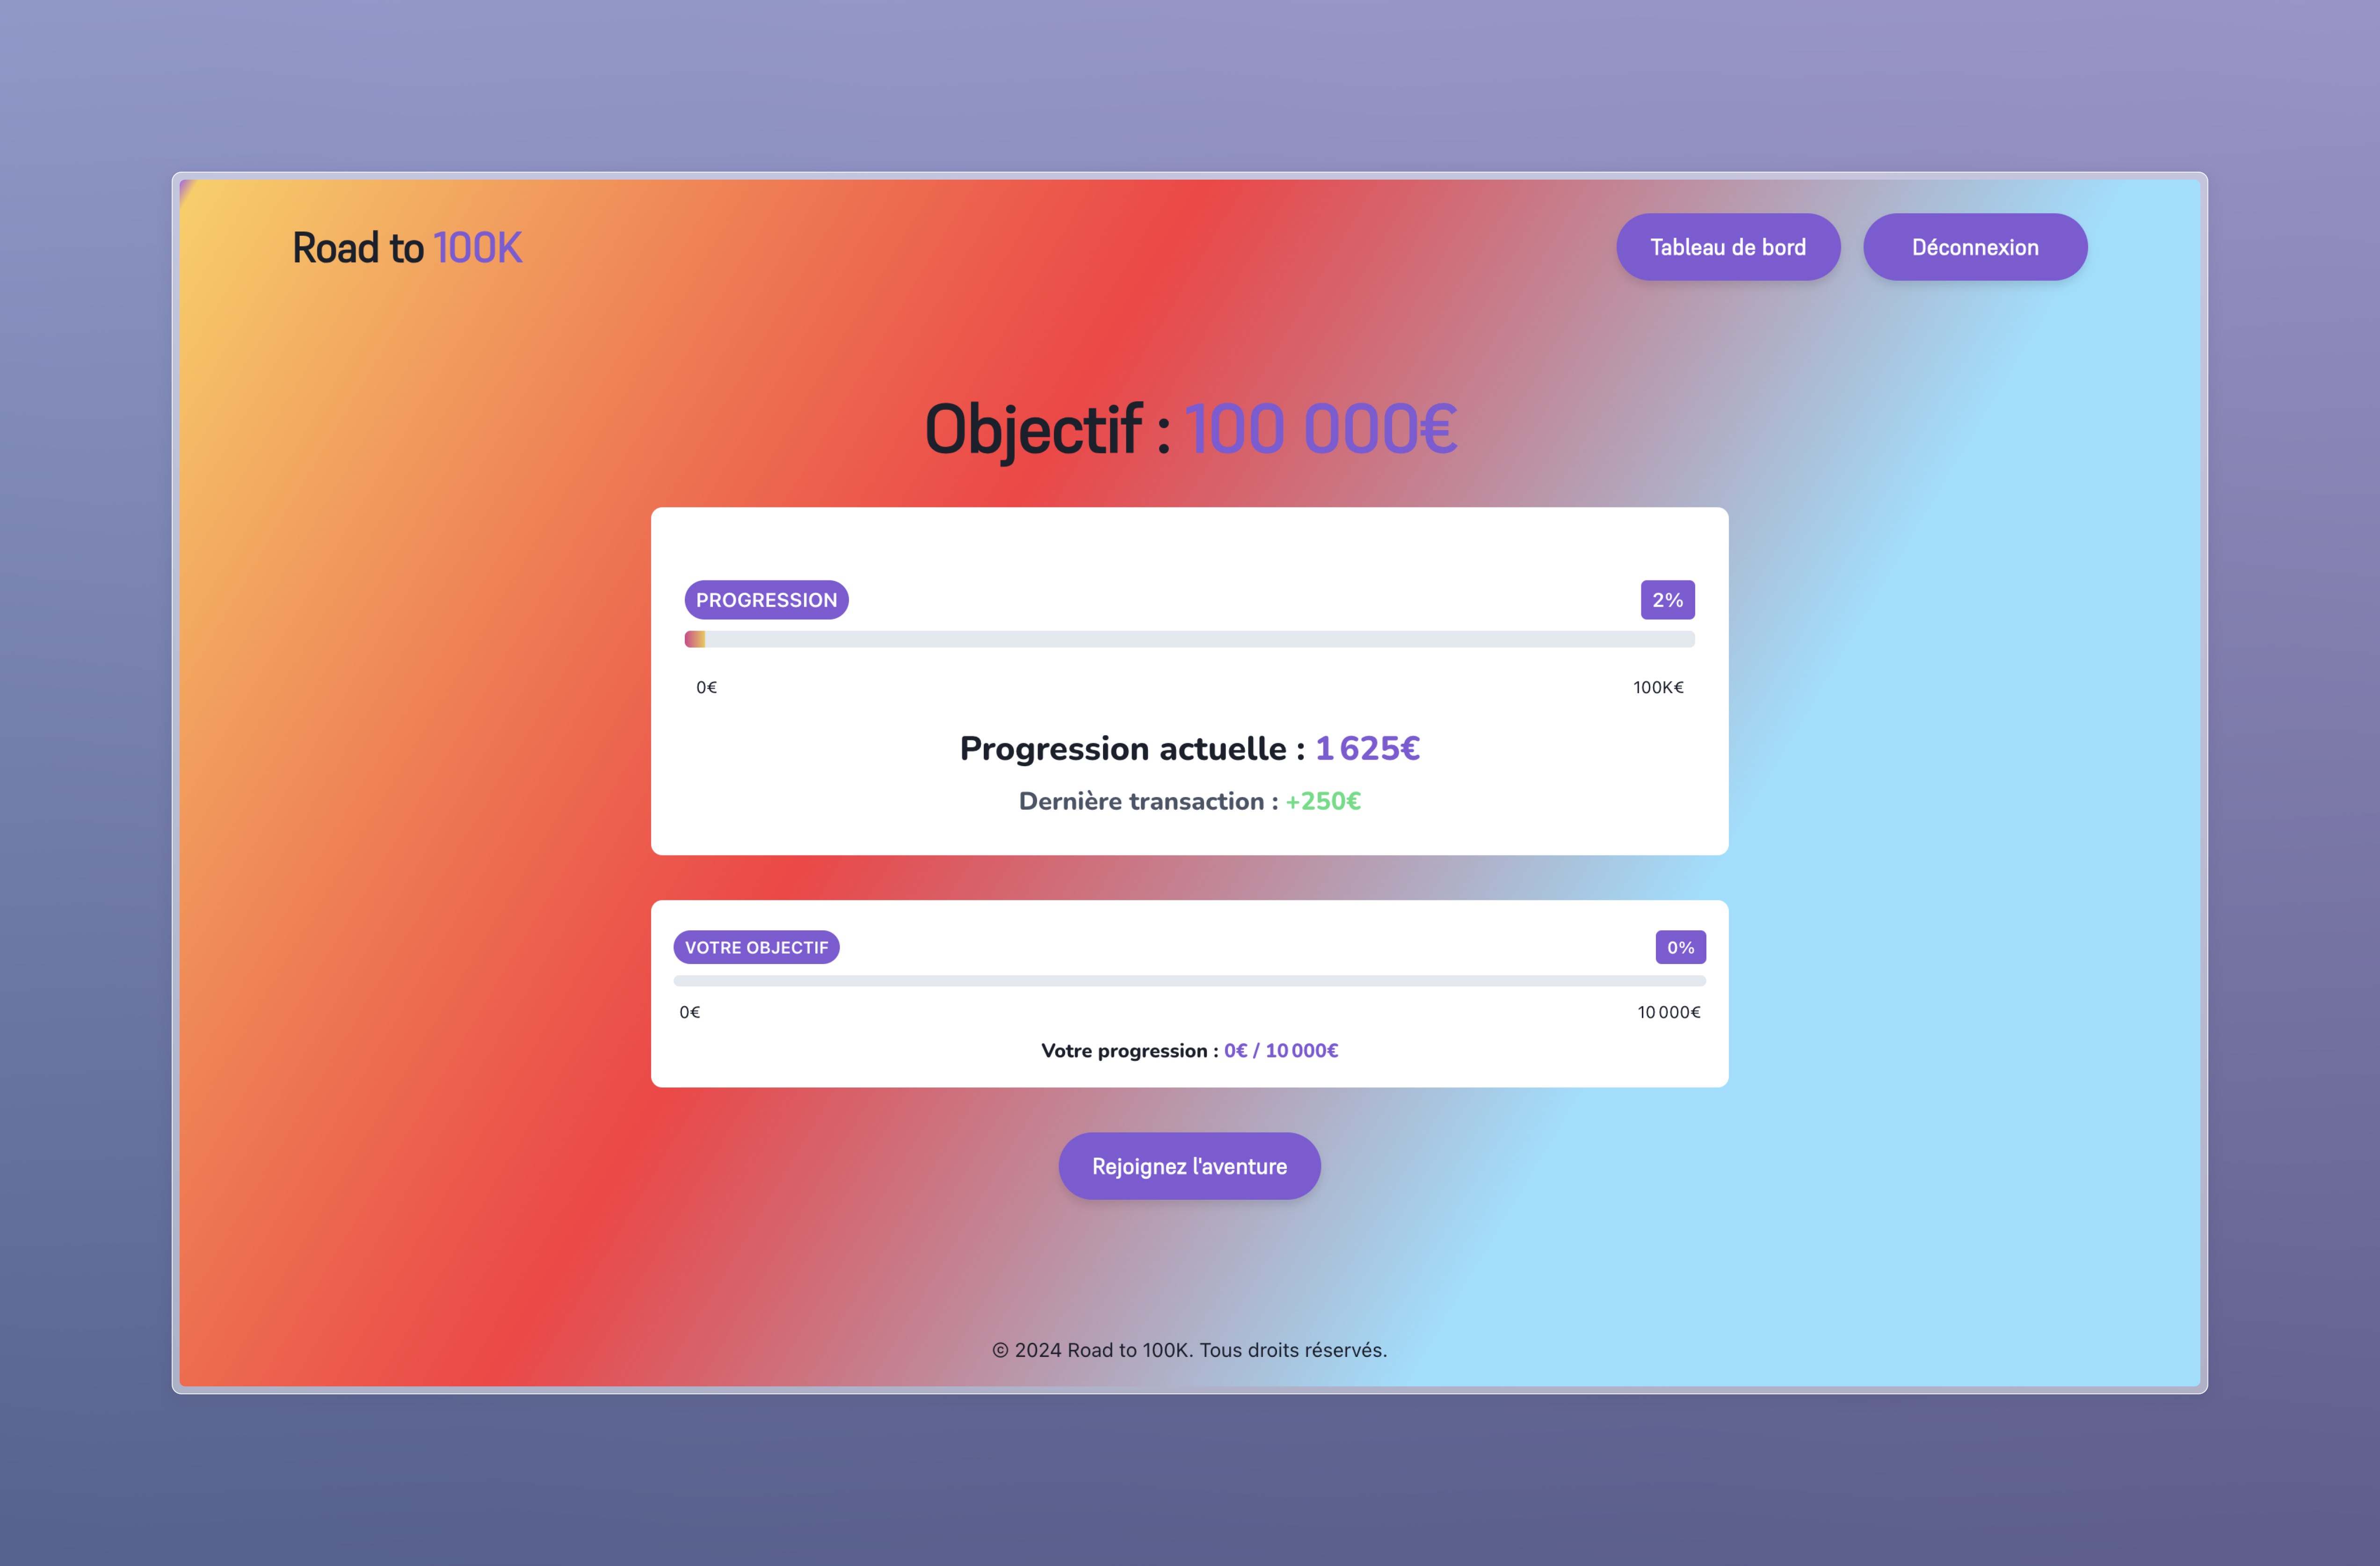 Road to 100K
Tableau de bord
Déconnexion
Objectif : 100 000€
PROGRESSION
2%
0€
100K€
Progression actuelle : 1 625€
Dernière transaction : +250€
VOTRE OBJECTIF
0%
0€
10 000€
Votre progression : 0€ / 10 000€
Rejoignez l'aventure
© 2024 Road to 100K. Tous droits réservés.